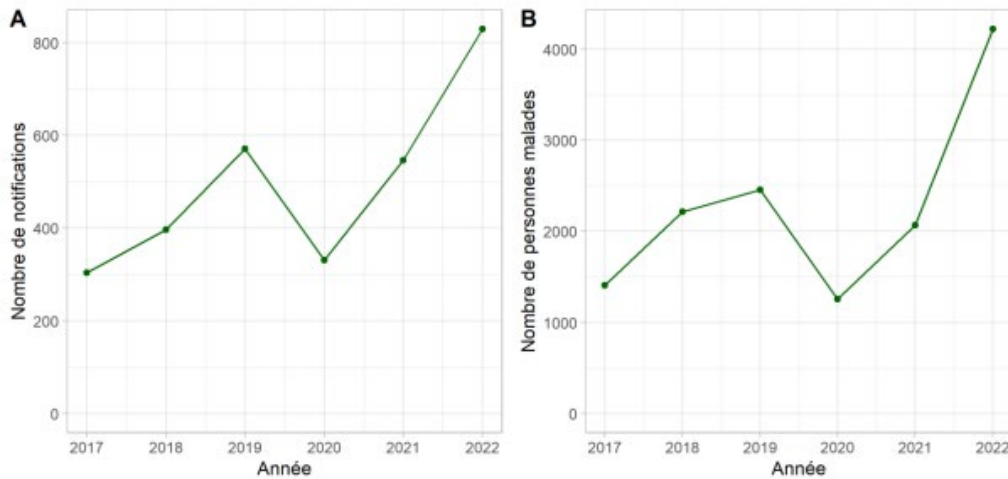 A
Nombre de notifications
800
600
400
200
0
2017 2018 2019 2020 2021 2022
Année
B
Nombre de personnes malades
4000
3000
2000
1000
0
2017 2018 2019 2020 2021 2022
Année